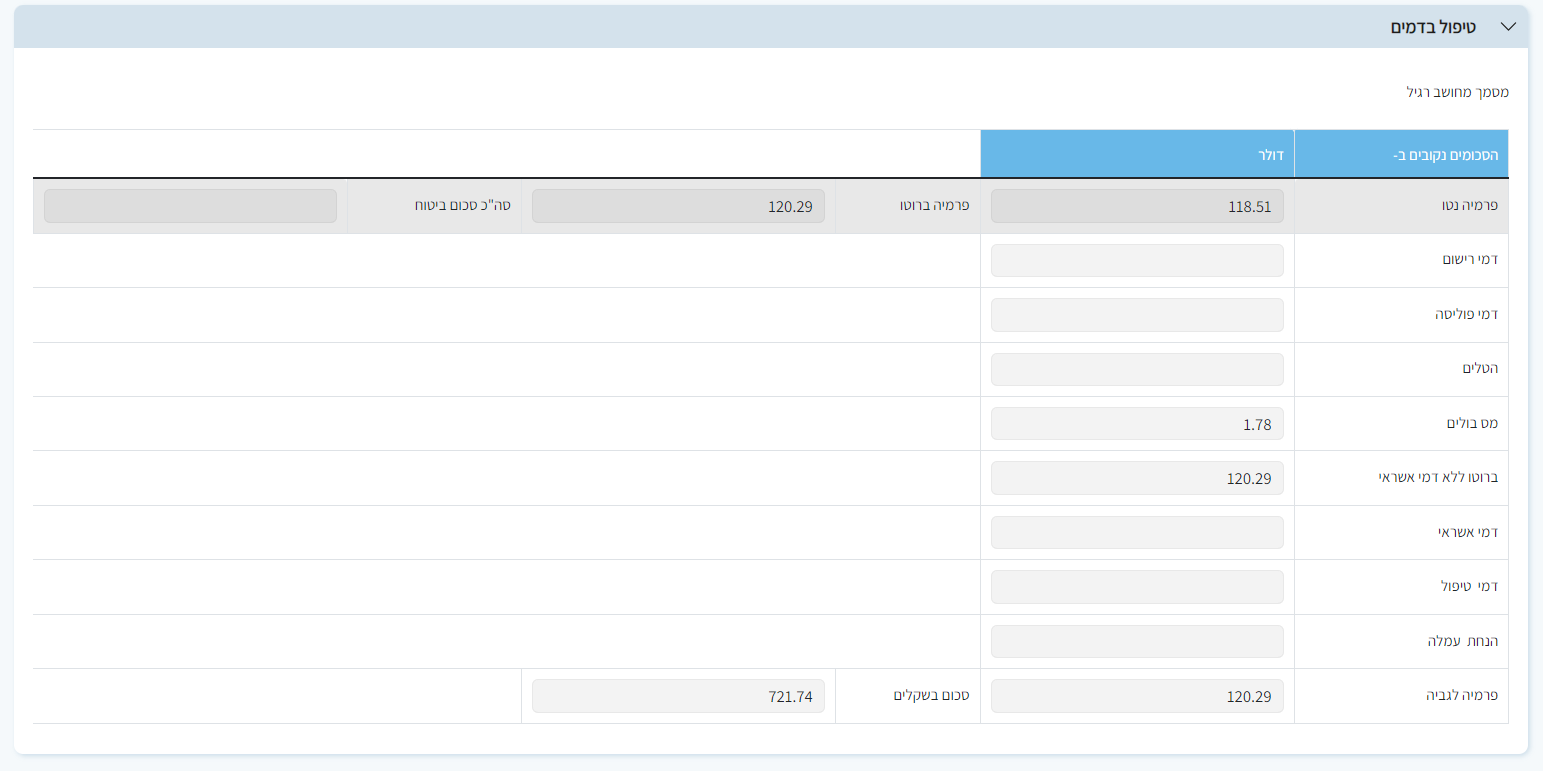 טיפול בדמים
מסמך מחושב רגיל
הסכומים נקובים ב- דולר
פרמיה נטו 118.51 פרמיה ברוטו 120.29 סה"כ סכום ביטוח
דמי רישום
דמי פוליסה
הטלים
מס בולים 1.78
ברוטו ללא דמי אשראי 120.29
דמי אשראי
דמי טיפול
הנחת עמלה
פרמיה לגביה 120.29 סכום בשקלים 721.74